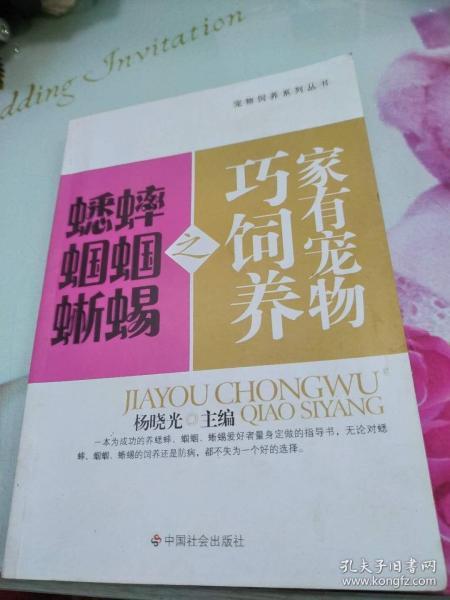 dding Invitation
宠物饲养系列丛书
家有宠物
巧饲养
之
蟋蟀
蝈蝈
蜥蜴
JIAYOU CHONGWU
QIAO SIYANG
杨晓光 主编
一本为成功的养蟋蟀、蝈蝈、蜥蜴爱好者量身定做的指导书，无论对蟋
蟀、蝈蝈、蜥蜴的饲养还是防病，都不失为一个好的选择。
中国社会出版社
孔夫子旧书网
www.kongfz.com